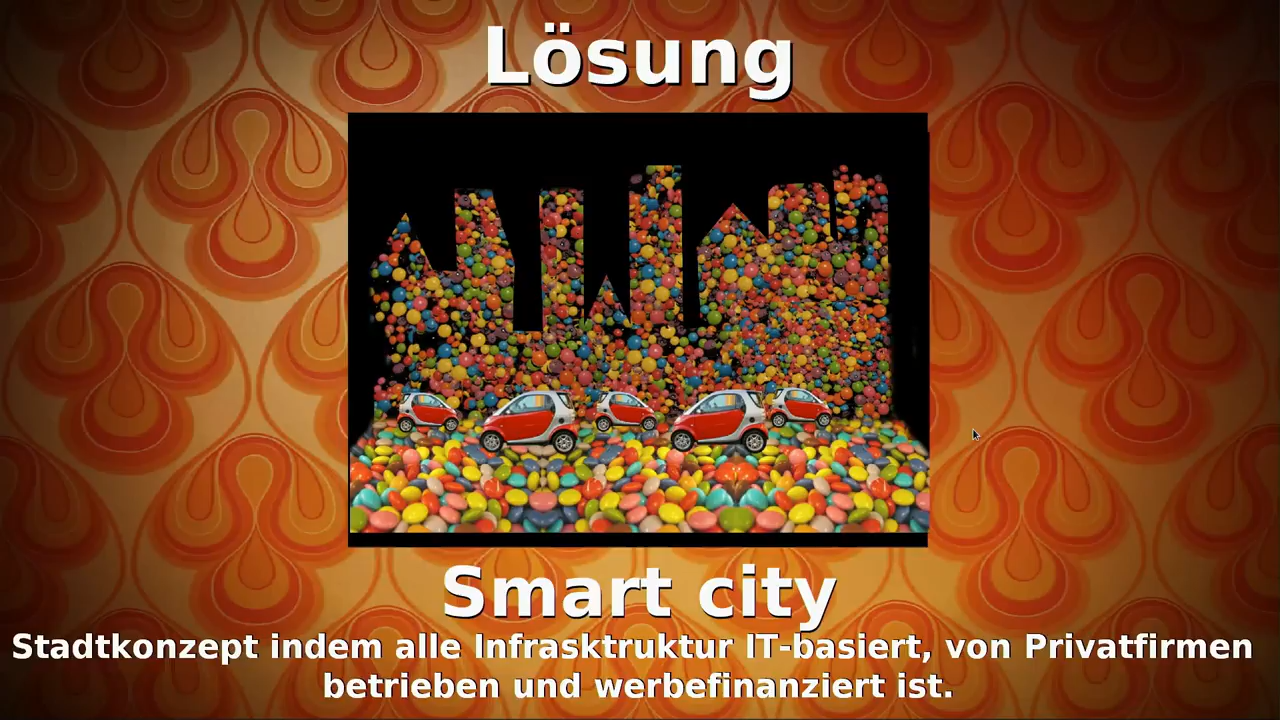 Lösung
Smart city
Stadtkonzept indem alle Infrasktruktur IT-basiert, von Privatfirmen
betrieben und werbefinanziert ist.